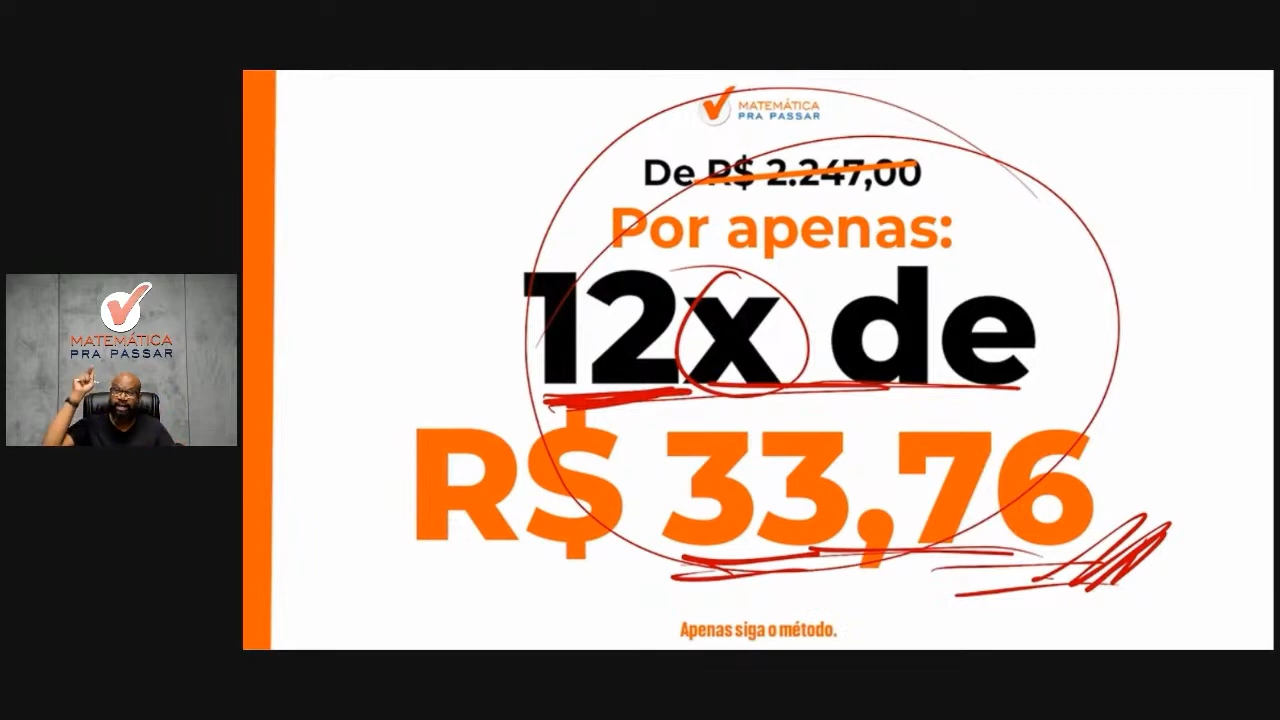 MATEMÁTICA
PRA PASSAR
De R$ 2.247,00
Por apenas:
12x de
R$ 33,76
Apenas siga o método.
MATEMÁTICA
PRA PASSAR